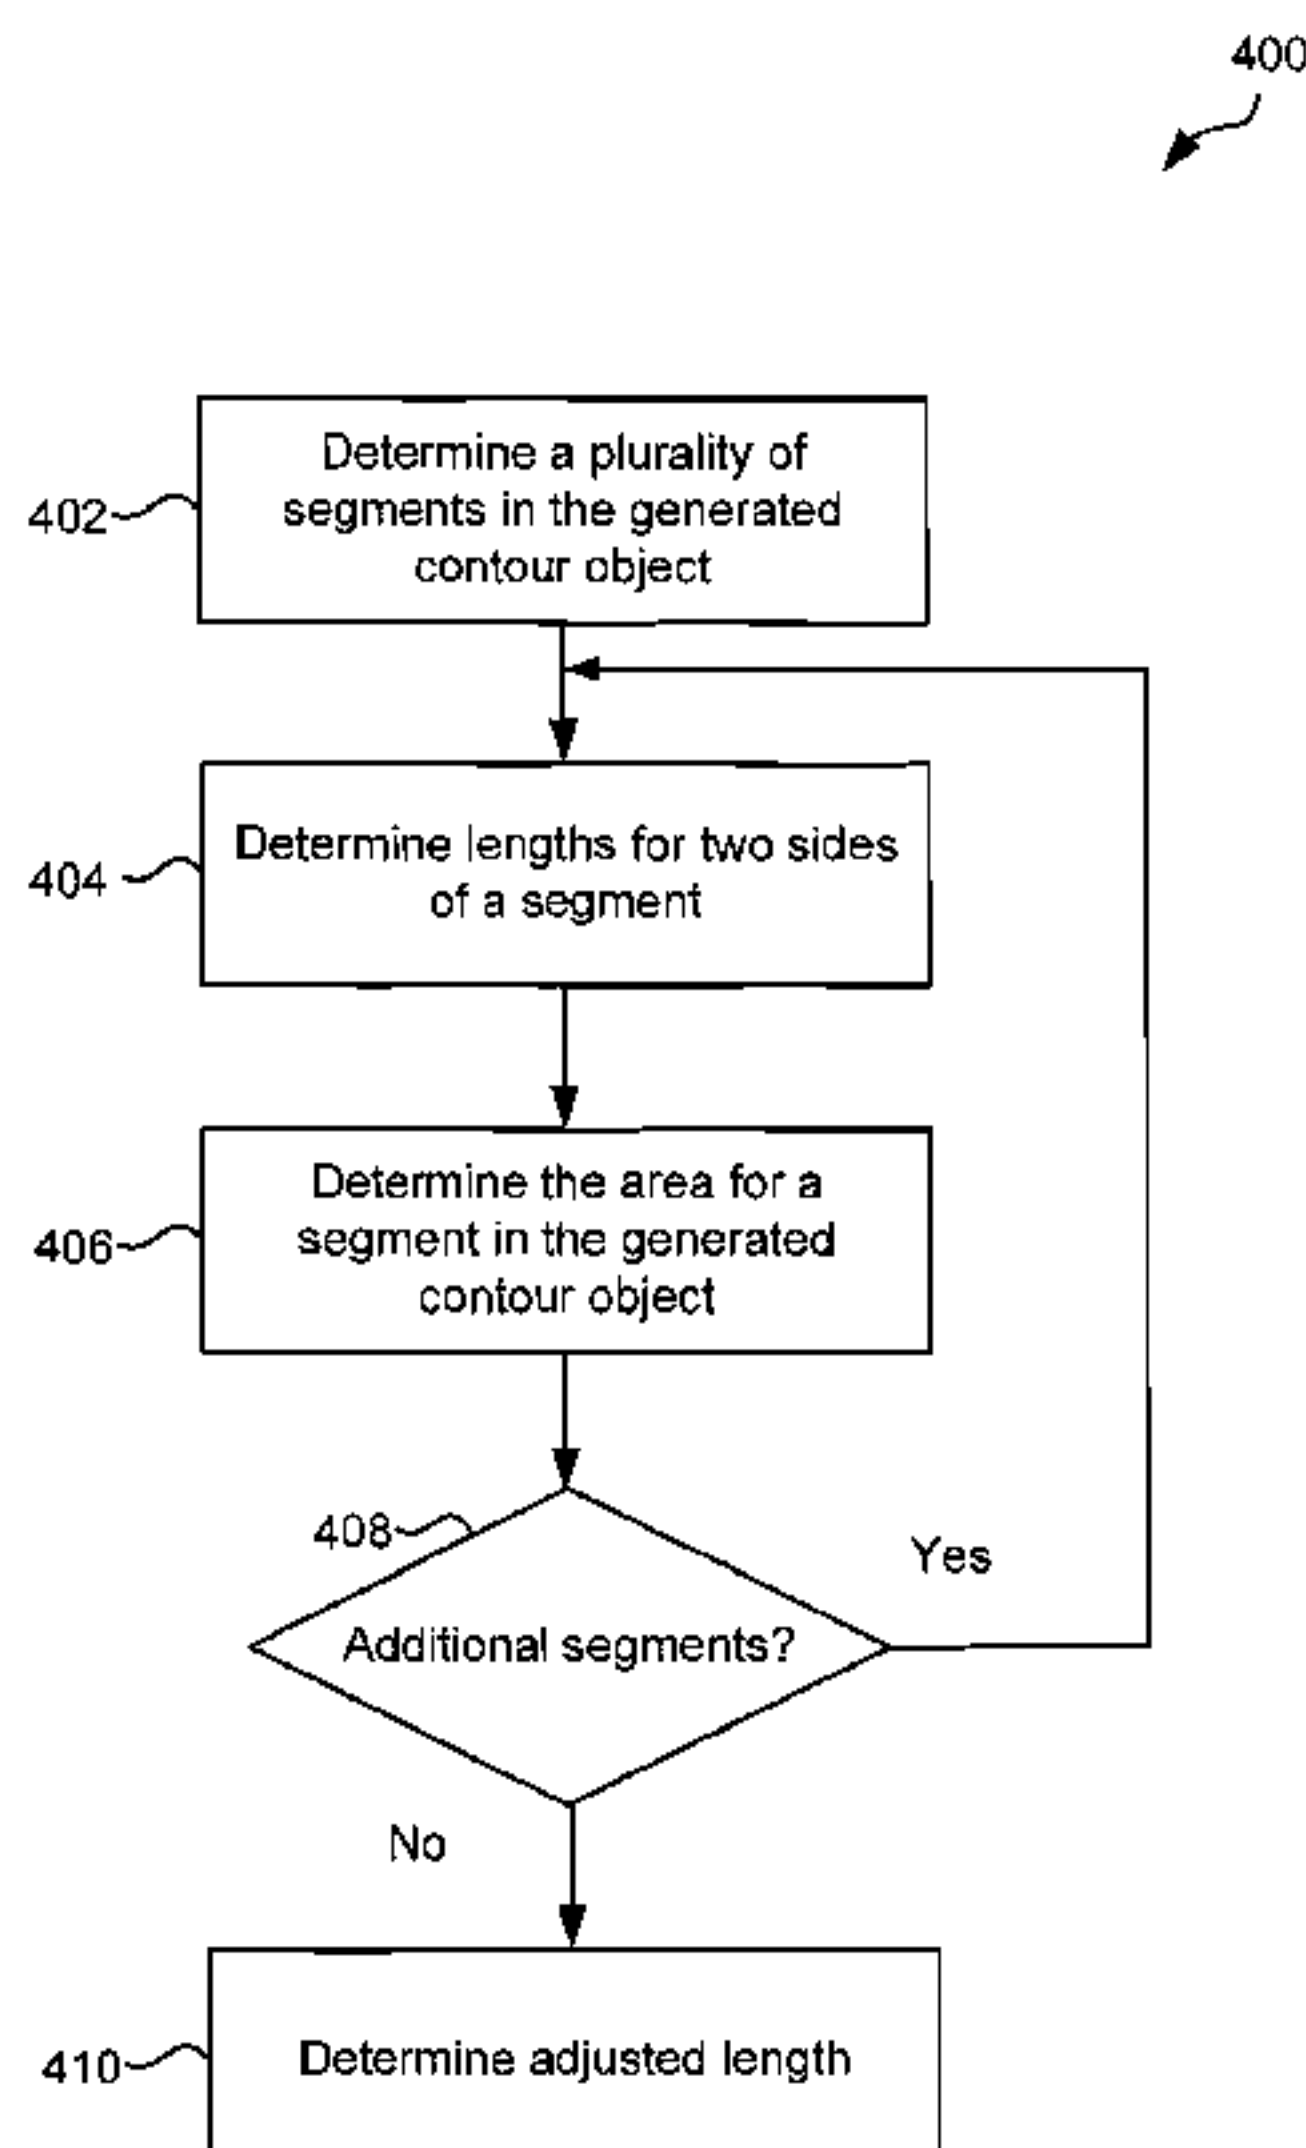 400
Determine a plurality of
segments in the generated
contour object
402
Determine lengths for two sides
of a segment
404
Determine the area for a
segment in the generated
contour object
406
408
Additional segments?
Yes
No
Determine adjusted length
410